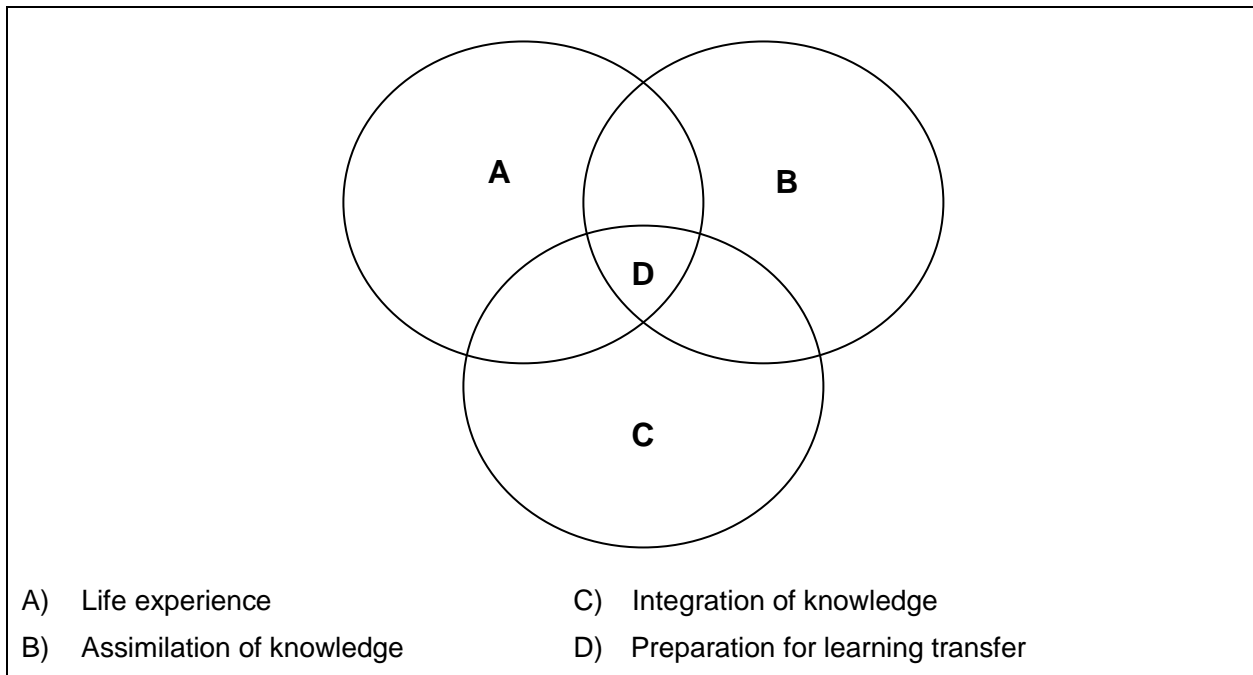 A
B
D
C
A) Life experience
C) Integration of knowledge
B) Assimilation of knowledge
D) Preparation for learning transfer